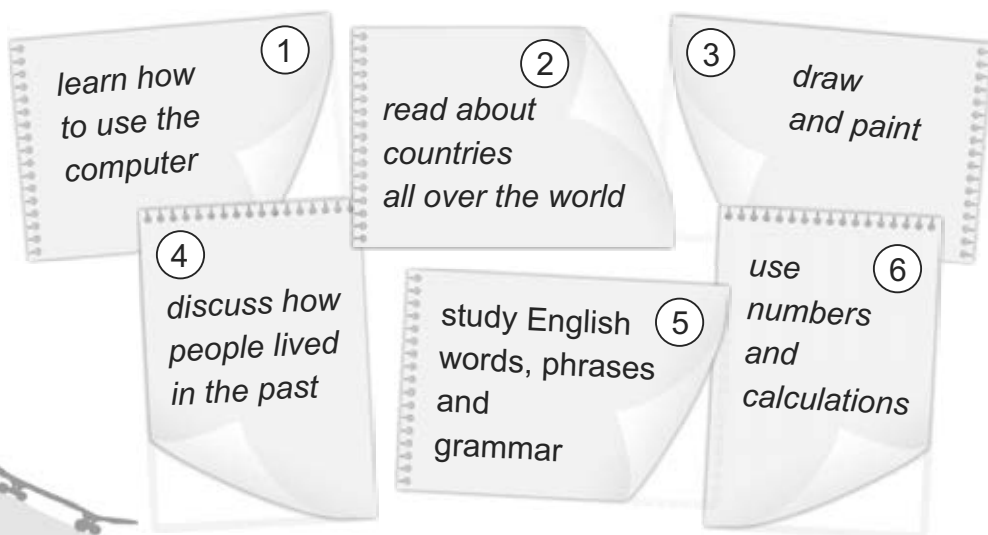 1
learn how
to use the
computer
2
read about
countries
all over the world
3
draw
and paint
4
discuss how
people lived
in the past
5
study English
words, phrases
and
grammar
6
use
numbers
and
calculations